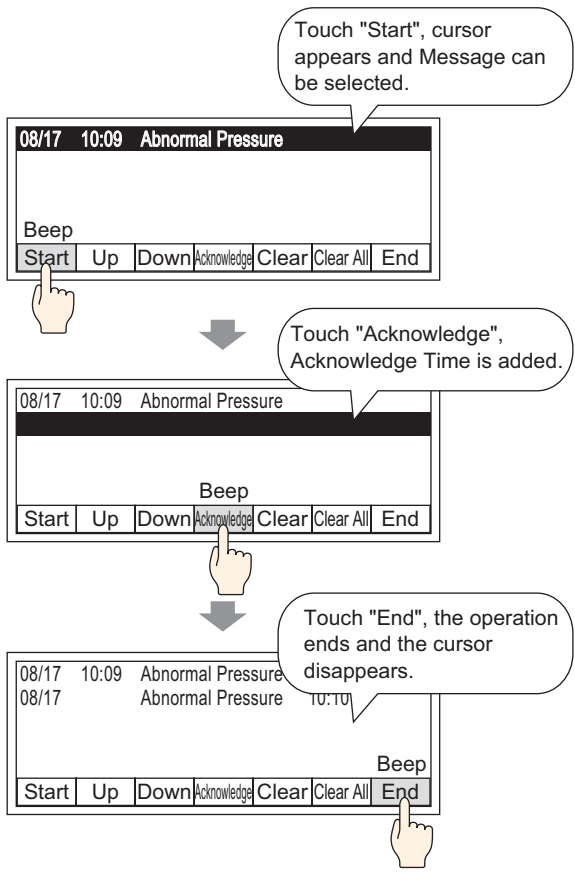 Touch "Start", cursor
appears and Message can
be selected.
08/17 10:09 Abnormal Pressure
Beep
Start Up Down Acknowledge Clear Clear All End
Touch "Acknowledge",
Acknowledge Time is added.
08/17 10:09 Abnormal Pressure
Beep
Start Up Down Acknowledge Clear Clear All End
Touch "End", the operation
ends and the cursor
disappears.
08/17 10:09 Abnormal Pressure
08/17 Abnormal Pressure 10:10
Beep
Start Up Down Acknowledge Clear Clear All End